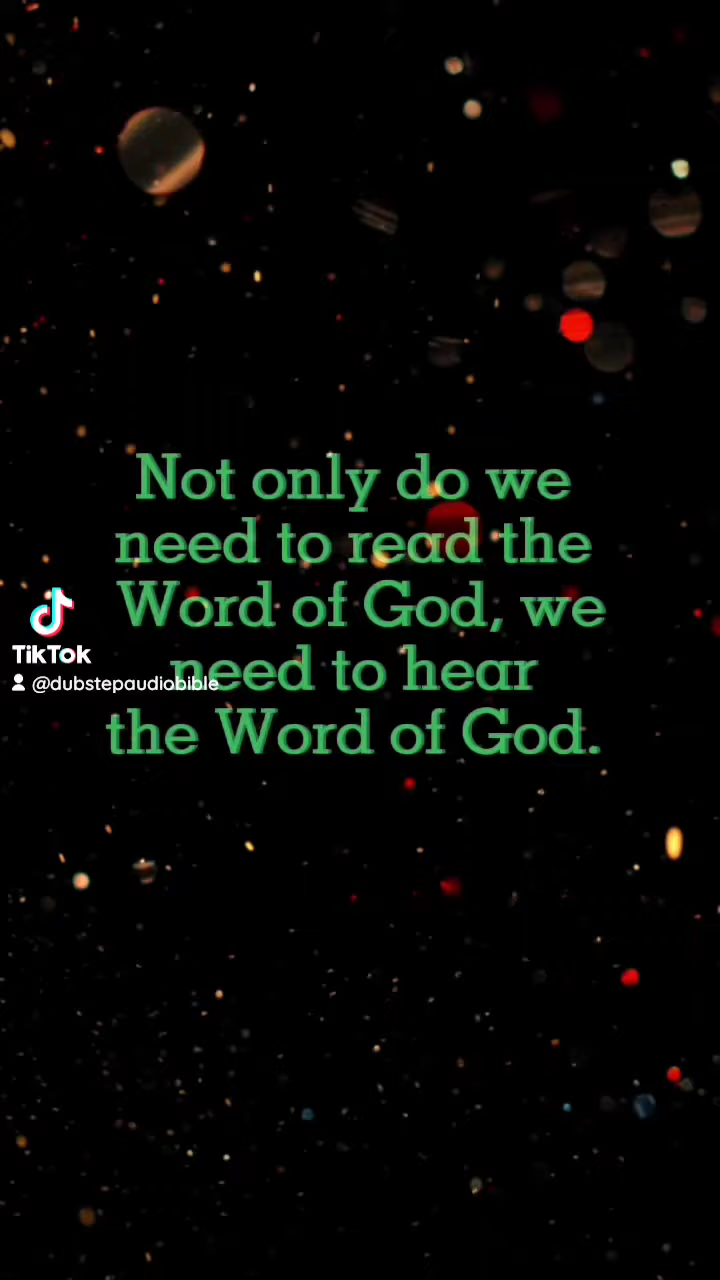 Not only do we
need to read the
Word of God, we
need to hear
the Word of God.
TikTok
@dubstepaudiobible